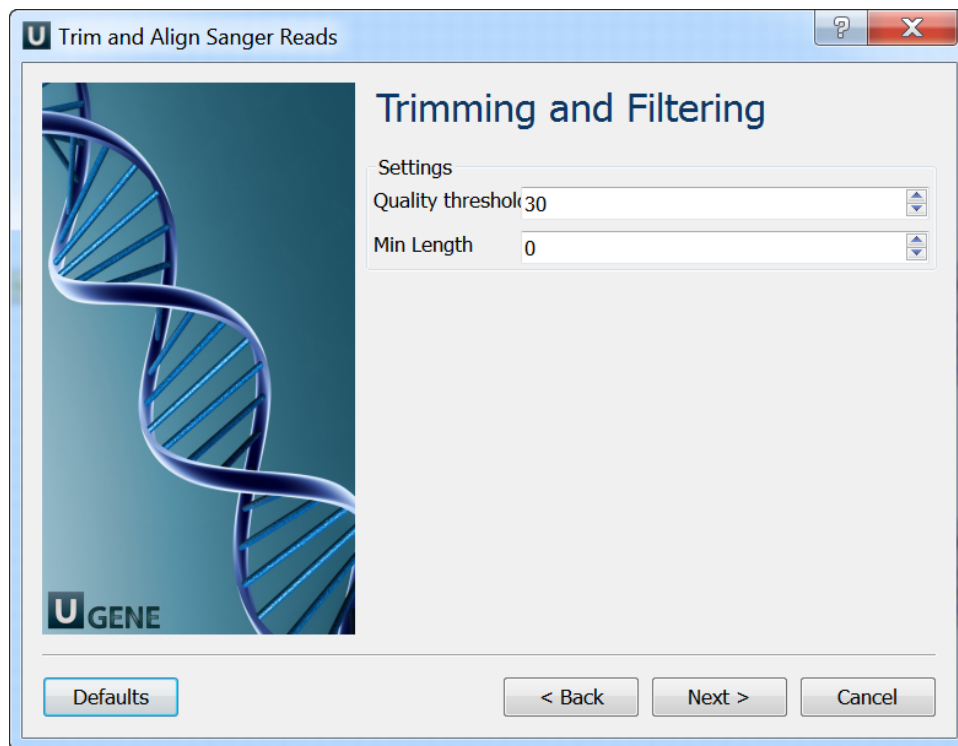 U Trim and Align Sanger Reads
? X
Trimming and Filtering
Settings
Quality threshold 30
Min Length 0
U GENE
Defaults < Back Next > Cancel